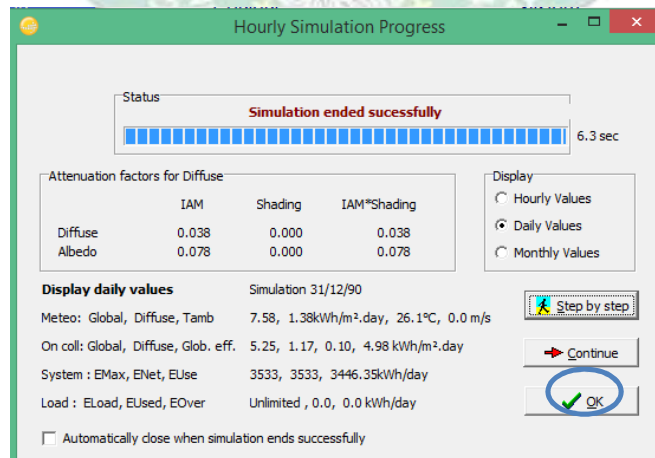 Hourly Simulation Progress
Status
Simulation ended sucessfully
6.3 sec
Attenuation factors for Diffuse
IAM Shading IAM*Shading
Diffuse 0.038 0.000 0.038
Albedo 0.078 0.000 0.078
Display
Hourly Values
Daily Values
Monthly Values
Display daily values Simulation 31/12/90
Meteo: Global, Diffuse, Tamb 7.58, 1.38kWh/m².day, 26.1°C, 0.0 m/s
On coll: Global, Diffuse, Glob. eff. 5.25, 1.17, 0.10, 4.98 kWh/m².day
System : EMax, ENet, EUse 3533, 3533, 3446.35kWh/day
Load : ELoad, EUsed, EOver Unlimited , 0.0, 0.0 kWh/day
Step by step
Continue
OK
Automatically close when simulation ends successfully